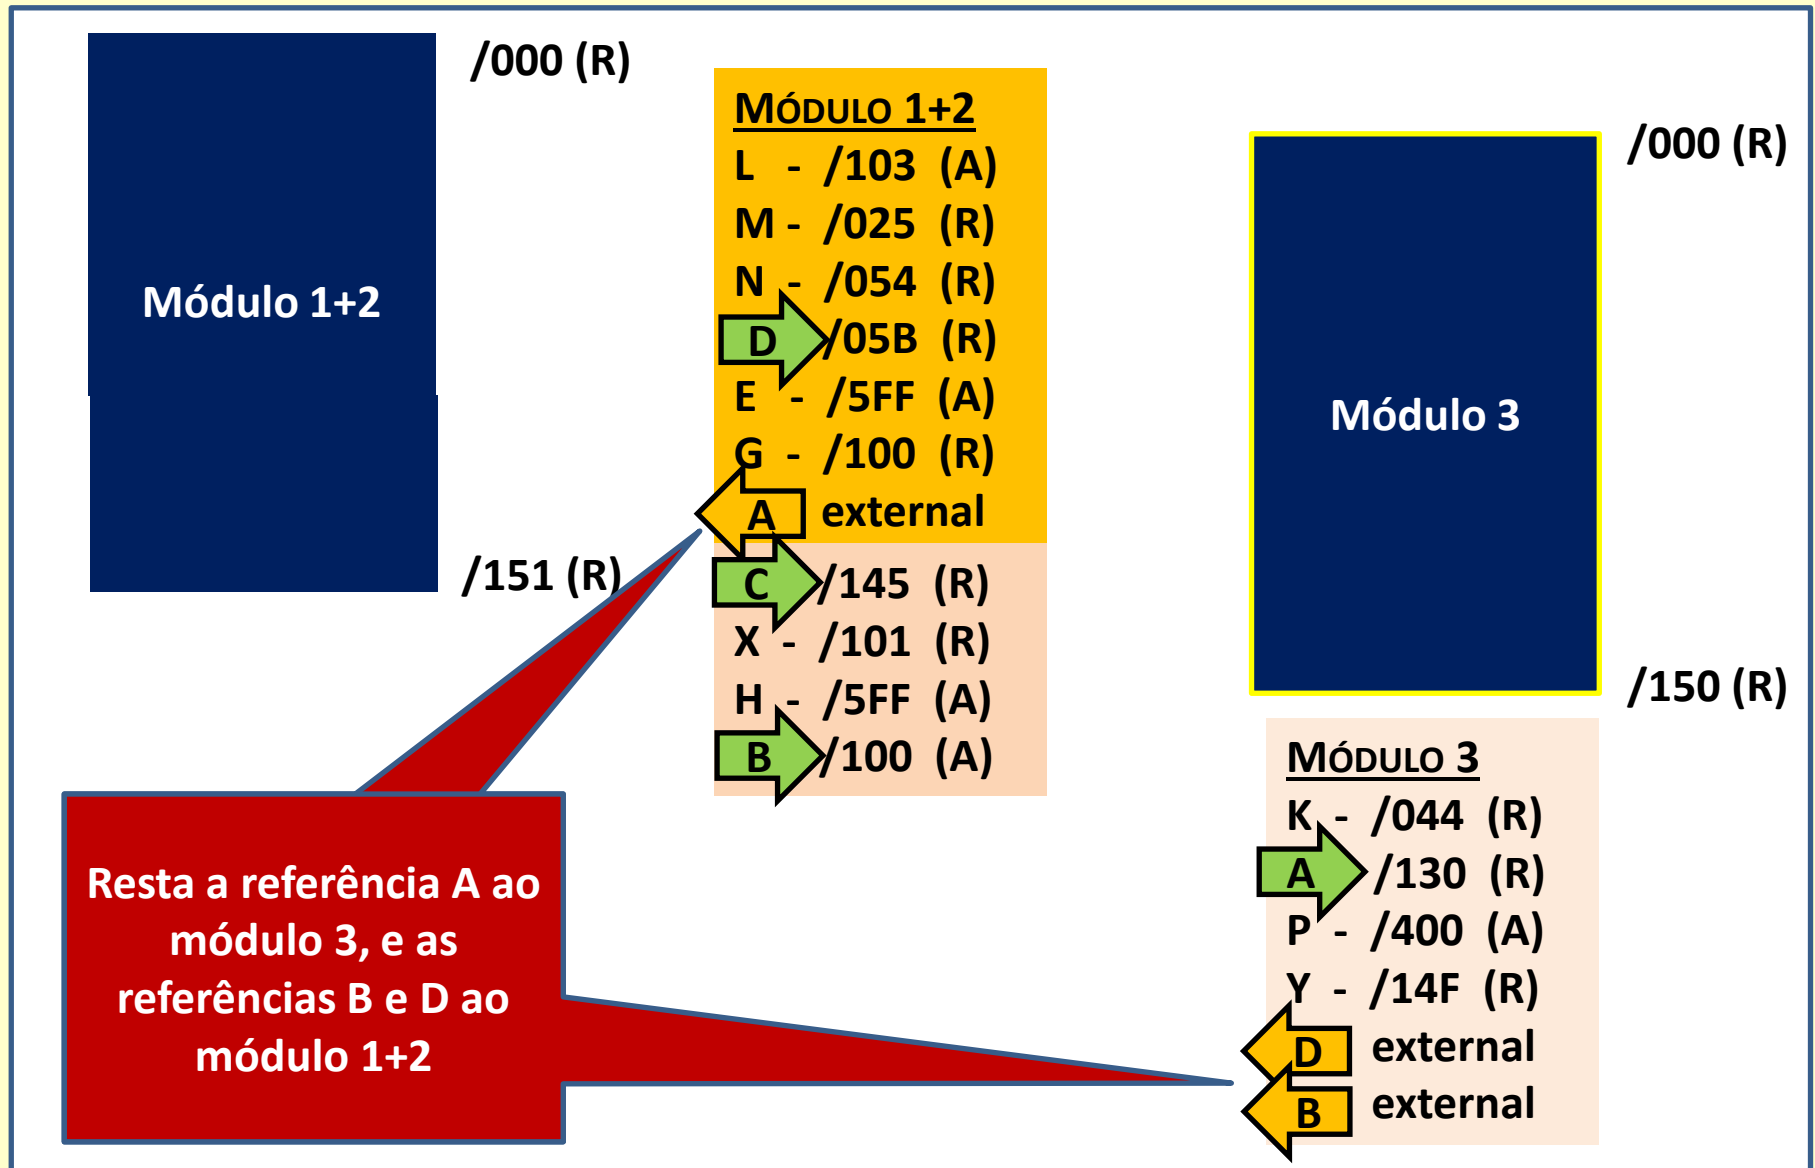 /000 (R)
Módulo 1+2
/151 (R)
MÓDULO 1+2
L - /103 (A)
M - /025 (R)
N - /054 (R)
D /05B (R)
E - /5FF (A)
G - /100 (R)
A external
C /145 (R)
X - /101 (R)
H - /5FF (A)
B /100 (A)
/000 (R)
Módulo 3
/150 (R)
MÓDULO 3
K - /044 (R)
A /130 (R)
P - /400 (A)
Y - /14F (R)
D external
B external
Resta a referência A ao
módulo 3, e as
referências B e D ao
módulo 1+2